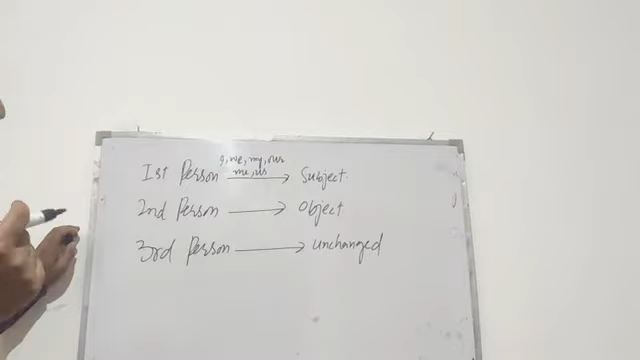 I, we, my, our
1st Person → Subject
me, us
2nd Person → Object
3rd Person → unchanged